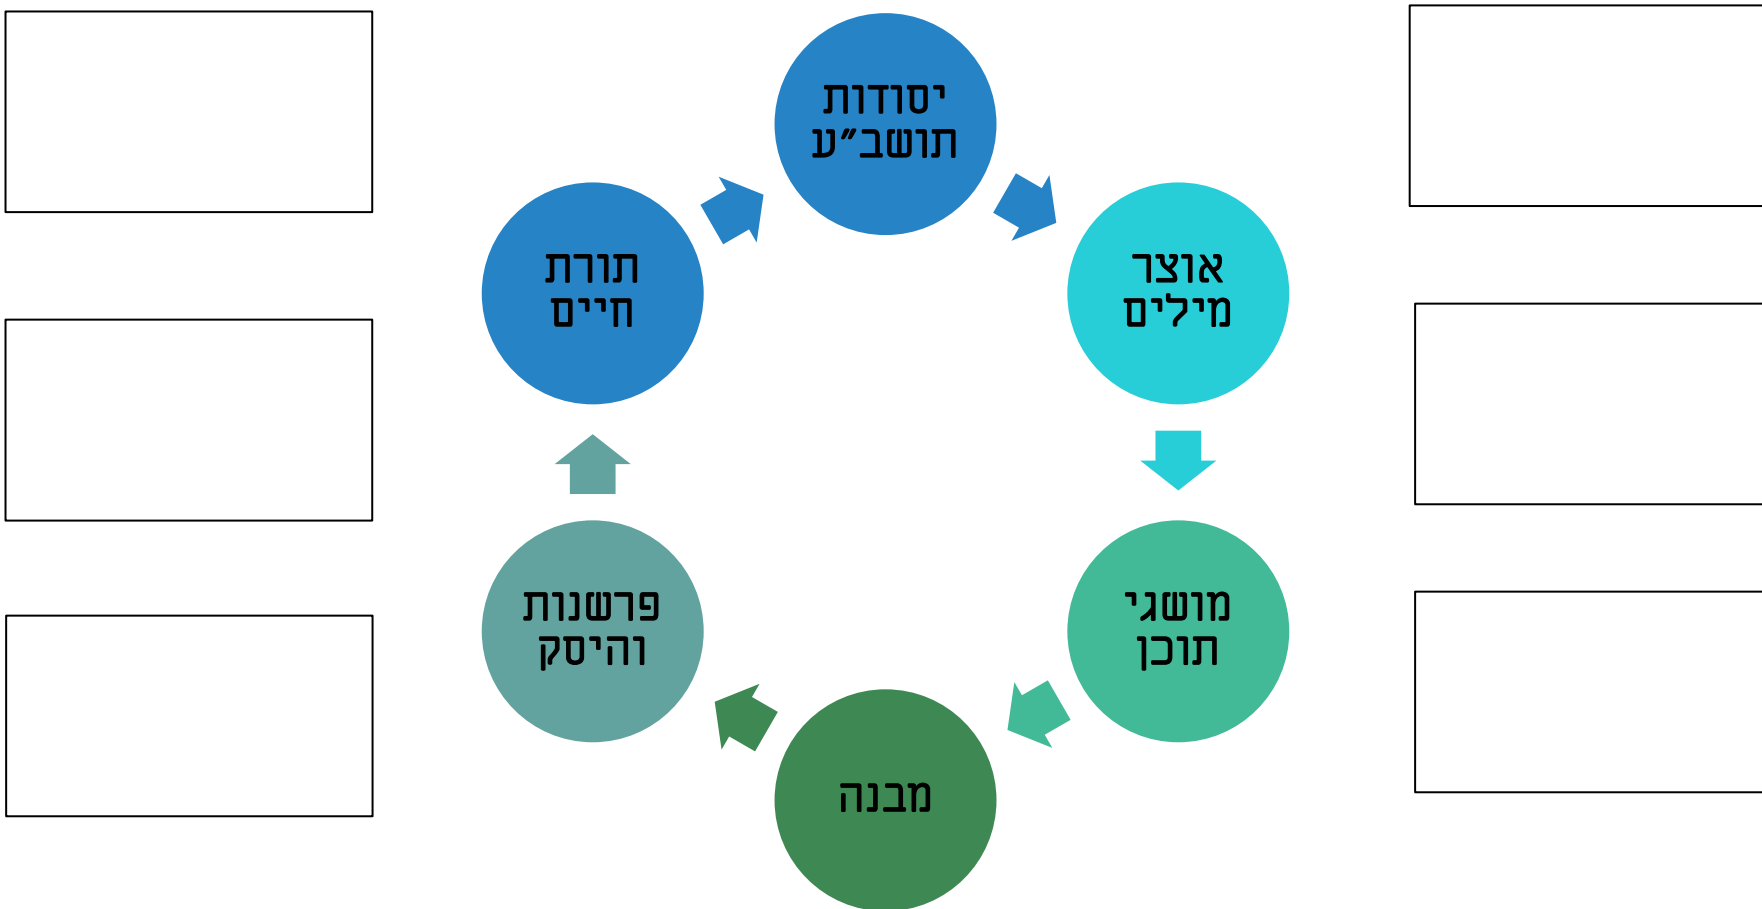 יסודות
תושב״ע
אוצר
מילים
מושגי
תוכן
מבנה
פרשנות
והיסק
תורת
חיים